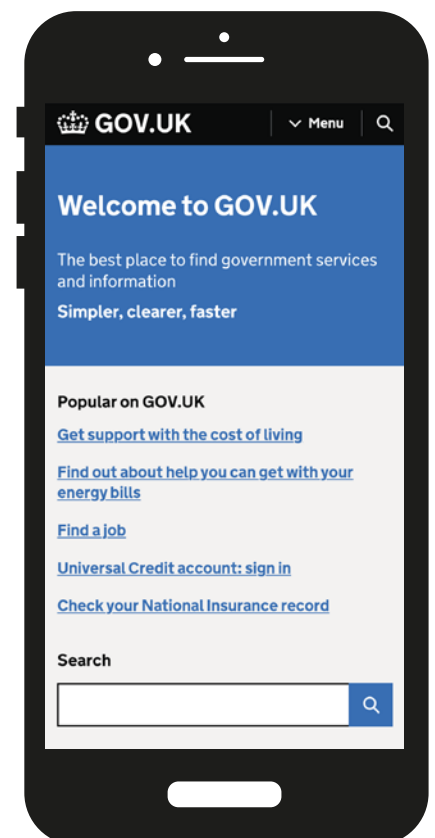 GOV.UK
Menu
Welcome to GOV.UK
The best place to find government services
and information
Simpler, clearer, faster
Popular on GOV.UK
Get support with the cost of living
Find out about help you can get with your
energy bills
Find a job
Universal Credit account: sign in
Check your National Insurance record
Search